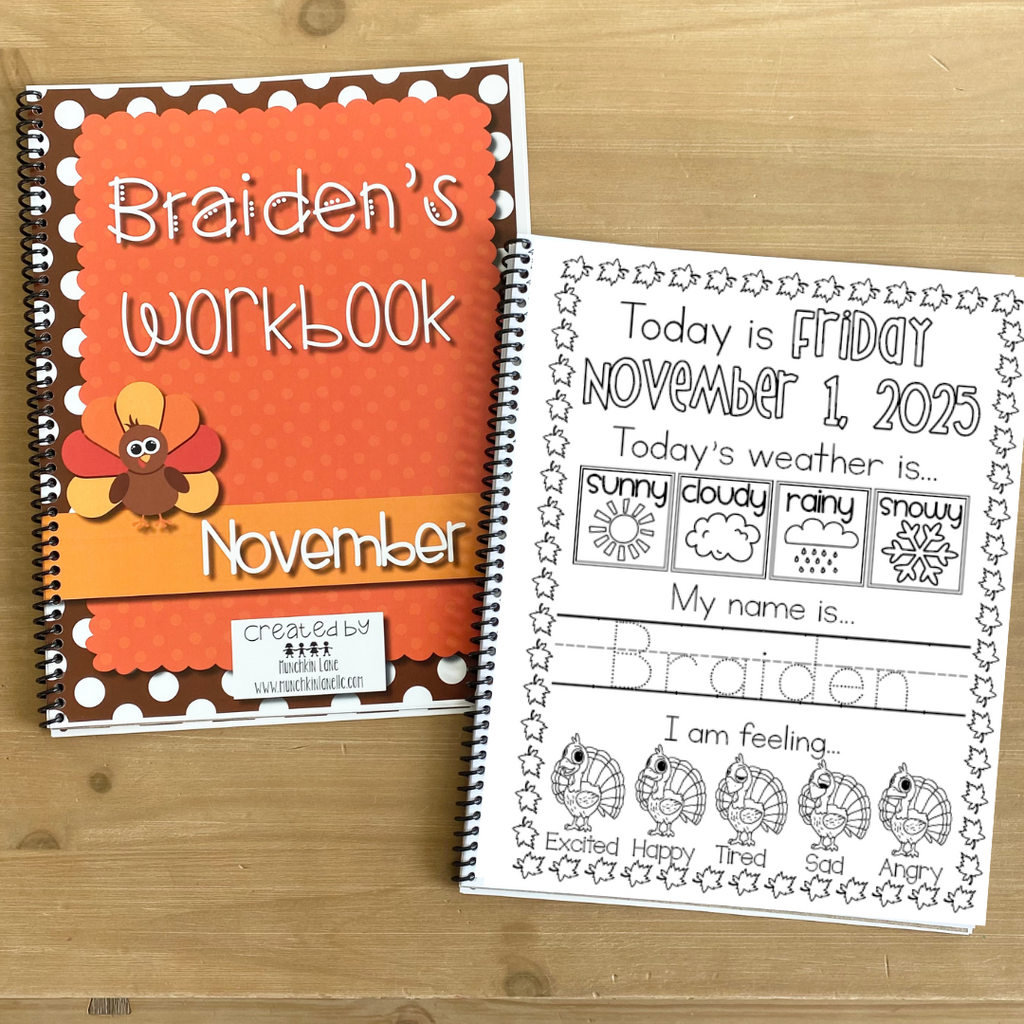 Braiden's
Workbook
November
Created by
Munchkin Lane
www.munchkinlanellc.com
Today is Friday
November 1, 2025
Today's weather is...
sunny cloudy rainy snowy
My name is...
Braiden
I am feeling...
Excited Happy Tired Sad Angry